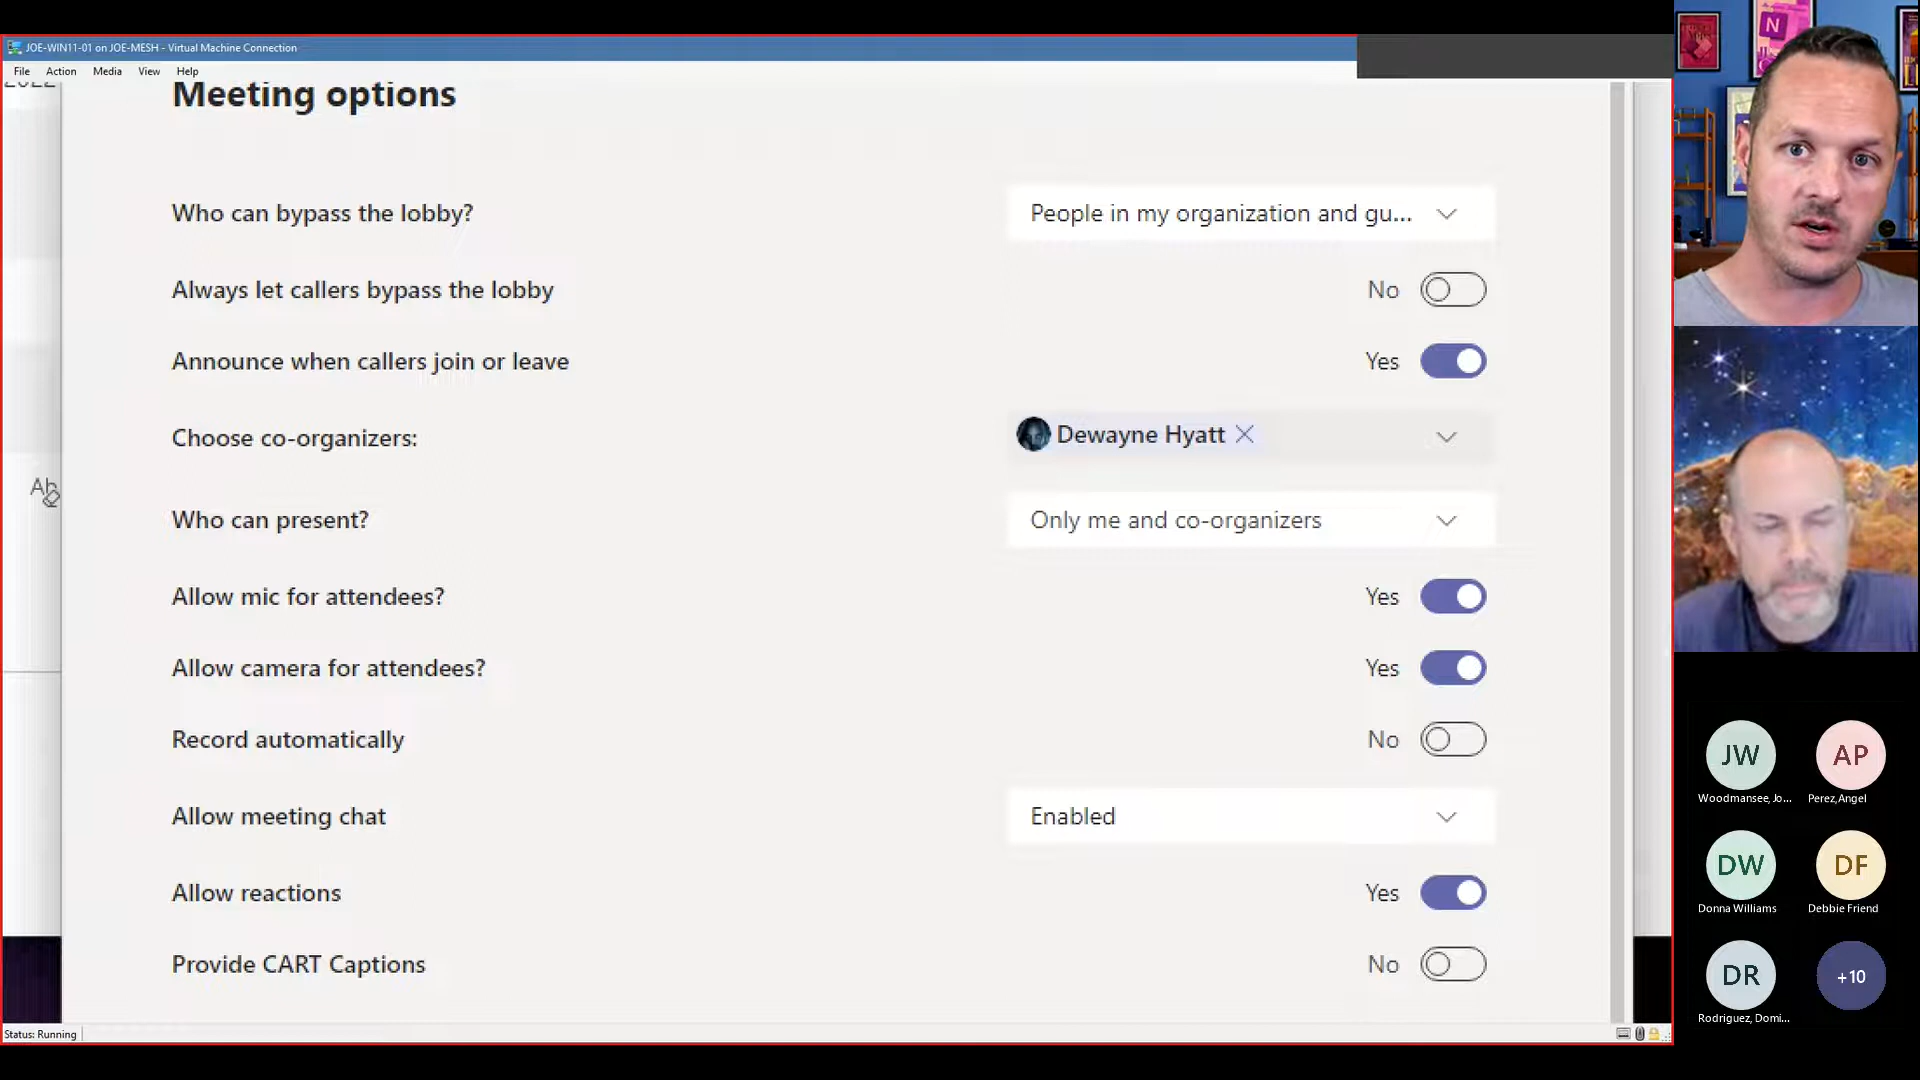 JOE-WIN11-01 on JOE-MESH - Virtual Machine Connection
File Action Media View Help
Meeting options
Who can bypass the lobby? People in my organization and gu...
Always let callers bypass the lobby No
Announce when callers join or leave Yes
Choose co-organizers: Dewayne Hyatt
Who can present? Only me and co-organizers
Allow mic for attendees? Yes
Allow camera for attendees? Yes
Record automatically No
Allow meeting chat Enabled
Allow reactions Yes
Provide CART Captions No
Status: Running
N
JW AP
Woodmansee, Jo... Perez,Angel
DW DF
Donna Williams Debbie Friend
DR +10
Rodriguez, Domi...